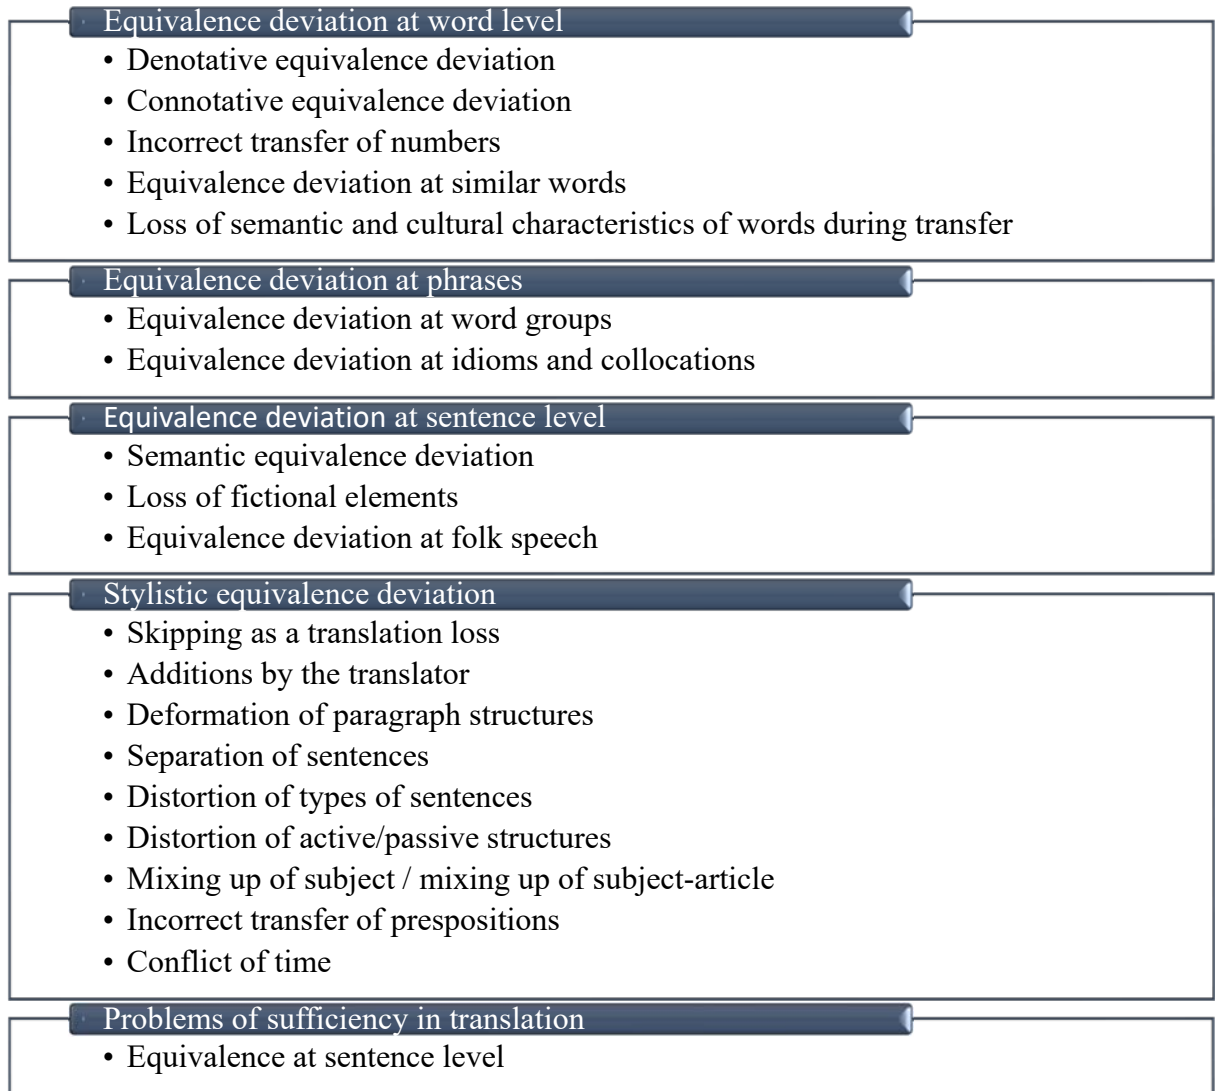 Equivalence deviation at word level
• Denotative equivalence deviation
• Connotative equivalence deviation
• Incorrect transfer of numbers
• Equivalence deviation at similar words
• Loss of semantic and cultural characteristics of words during transfer
Equivalence deviation at phrases
• Equivalence deviation at word groups
• Equivalence deviation at idioms and collocations
Equivalence deviation at sentence level
• Semantic equivalence deviation
• Loss of fictional elements
• Equivalence deviation at folk speech
Stylistic equivalence deviation
• Skipping as a translation loss
• Additions by the translator
• Deformation of paragraph structures
• Separation of sentences
• Distortion of types of sentences
• Distortion of active/passive structures
• Mixing up of subject / mixing up of subject-article
• Incorrect transfer of prespositions
• Conflict of time
Problems of sufficiency in translation
• Equivalence at sentence level